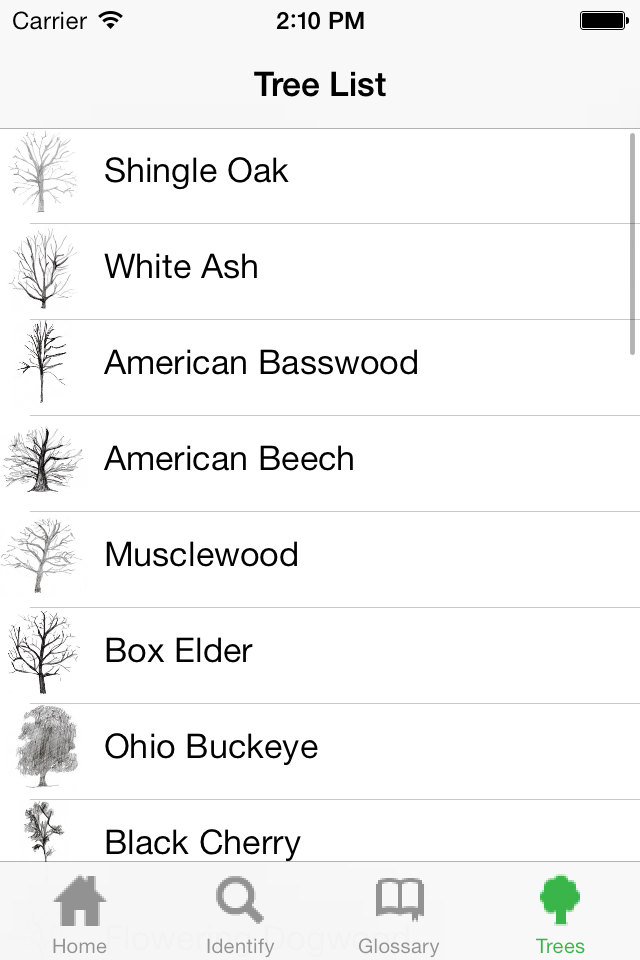 Carrier 2:10 PM
Tree List
Shingle Oak
White Ash
American Basswood
American Beech
Musclewood
Box Elder
Ohio Buckeye
Black Cherry
Flowering Dogwood
Home Identify Glossary Trees